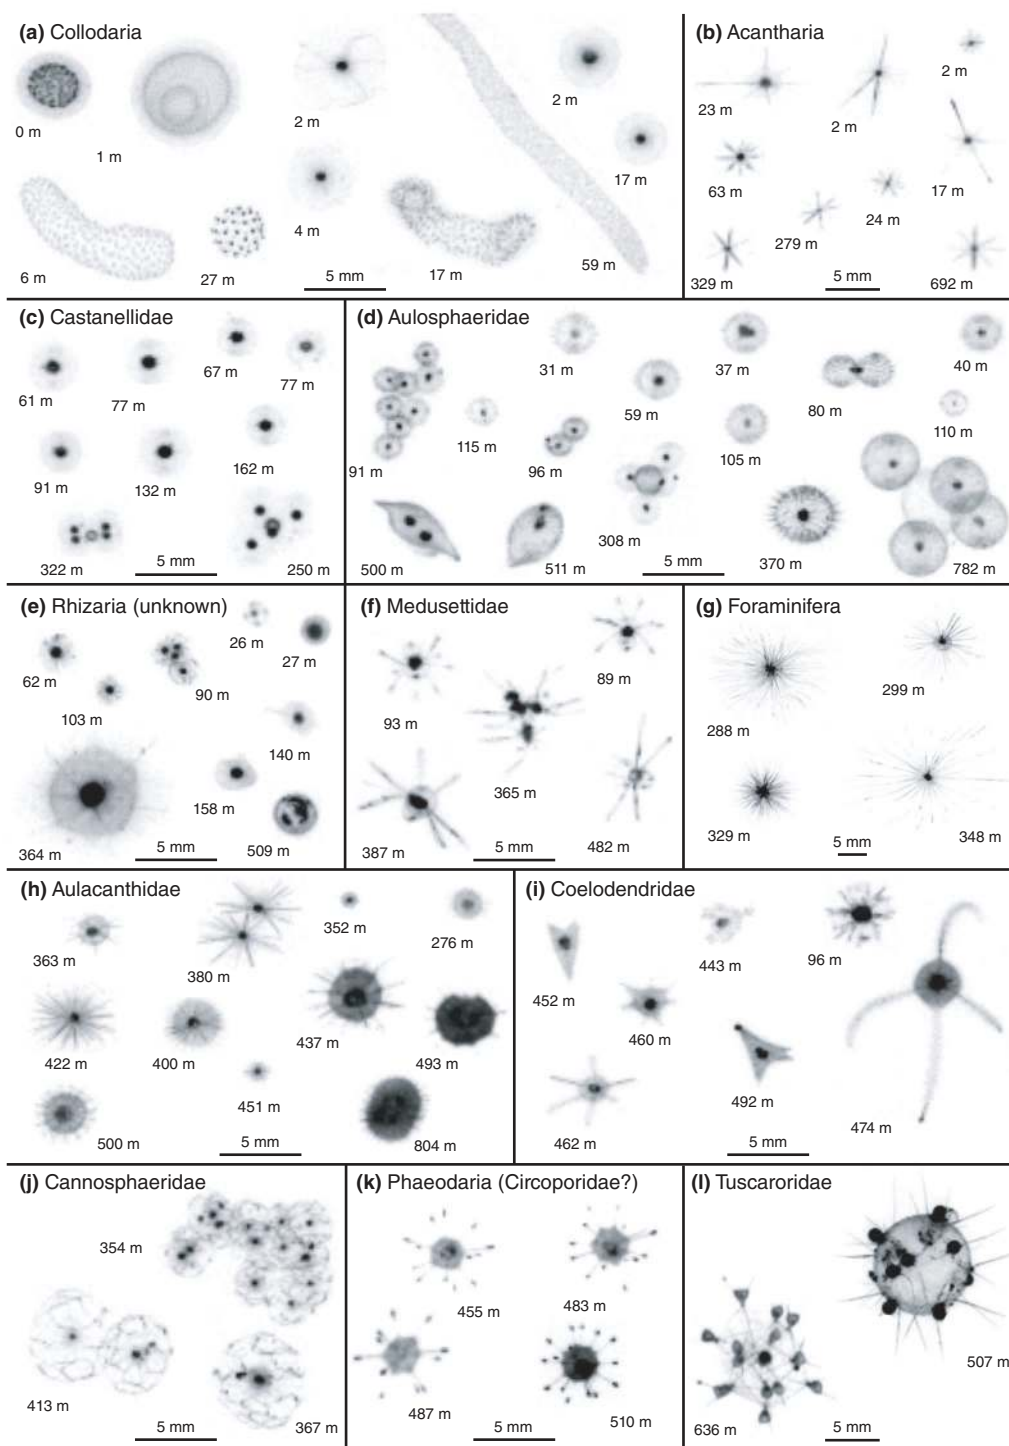 (a) Collodaria
0 m
1 m
2 m
2 m
17 m
4 m
6 m
27 m
17 m
59 m
5 mm
(b) Acantharia
2 m
23 m
2 m
63 m
17 m
24 m
279 m
329 m
692 m
5 mm
(c) Castanellidae
67 m
77 m
61 m
77 m
162 m
91 m
132 m
322 m
5 mm
250 m
(d) Aulosphaeridae
31 m
37 m
40 m
59 m
80 m
110 m
115 m
105 m
91 m
96 m
308 m
500 m
511 m
5 mm
370 m
782 m
(e) Rhizaria (unknown)
26 m
27 m
62 m
90 m
103 m
140 m
158 m
364 m
5 mm
509 m
(f) Medusettidae
89 m
93 m
365 m
387 m
5 mm
482 m
(g) Foraminifera
299 m
288 m
329 m
5 mm
348 m
(h) Aulacanthidae
352 m
276 m
363 m
380 m
437 m
493 m
422 m
400 m
451 m
500 m
5 mm
804 m
(i) Coelodendridae
443 m
96 m
452 m
460 m
492 m
474 m
462 m
5 mm
(j) Cannosphaeridae
354 m
413 m
5 mm
367 m
(k) Phaeodaria (Circoporidae?)
455 m
483 m
487 m
5 mm
510 m
(l) Tuscaroridae
507 m
636 m
5 mm